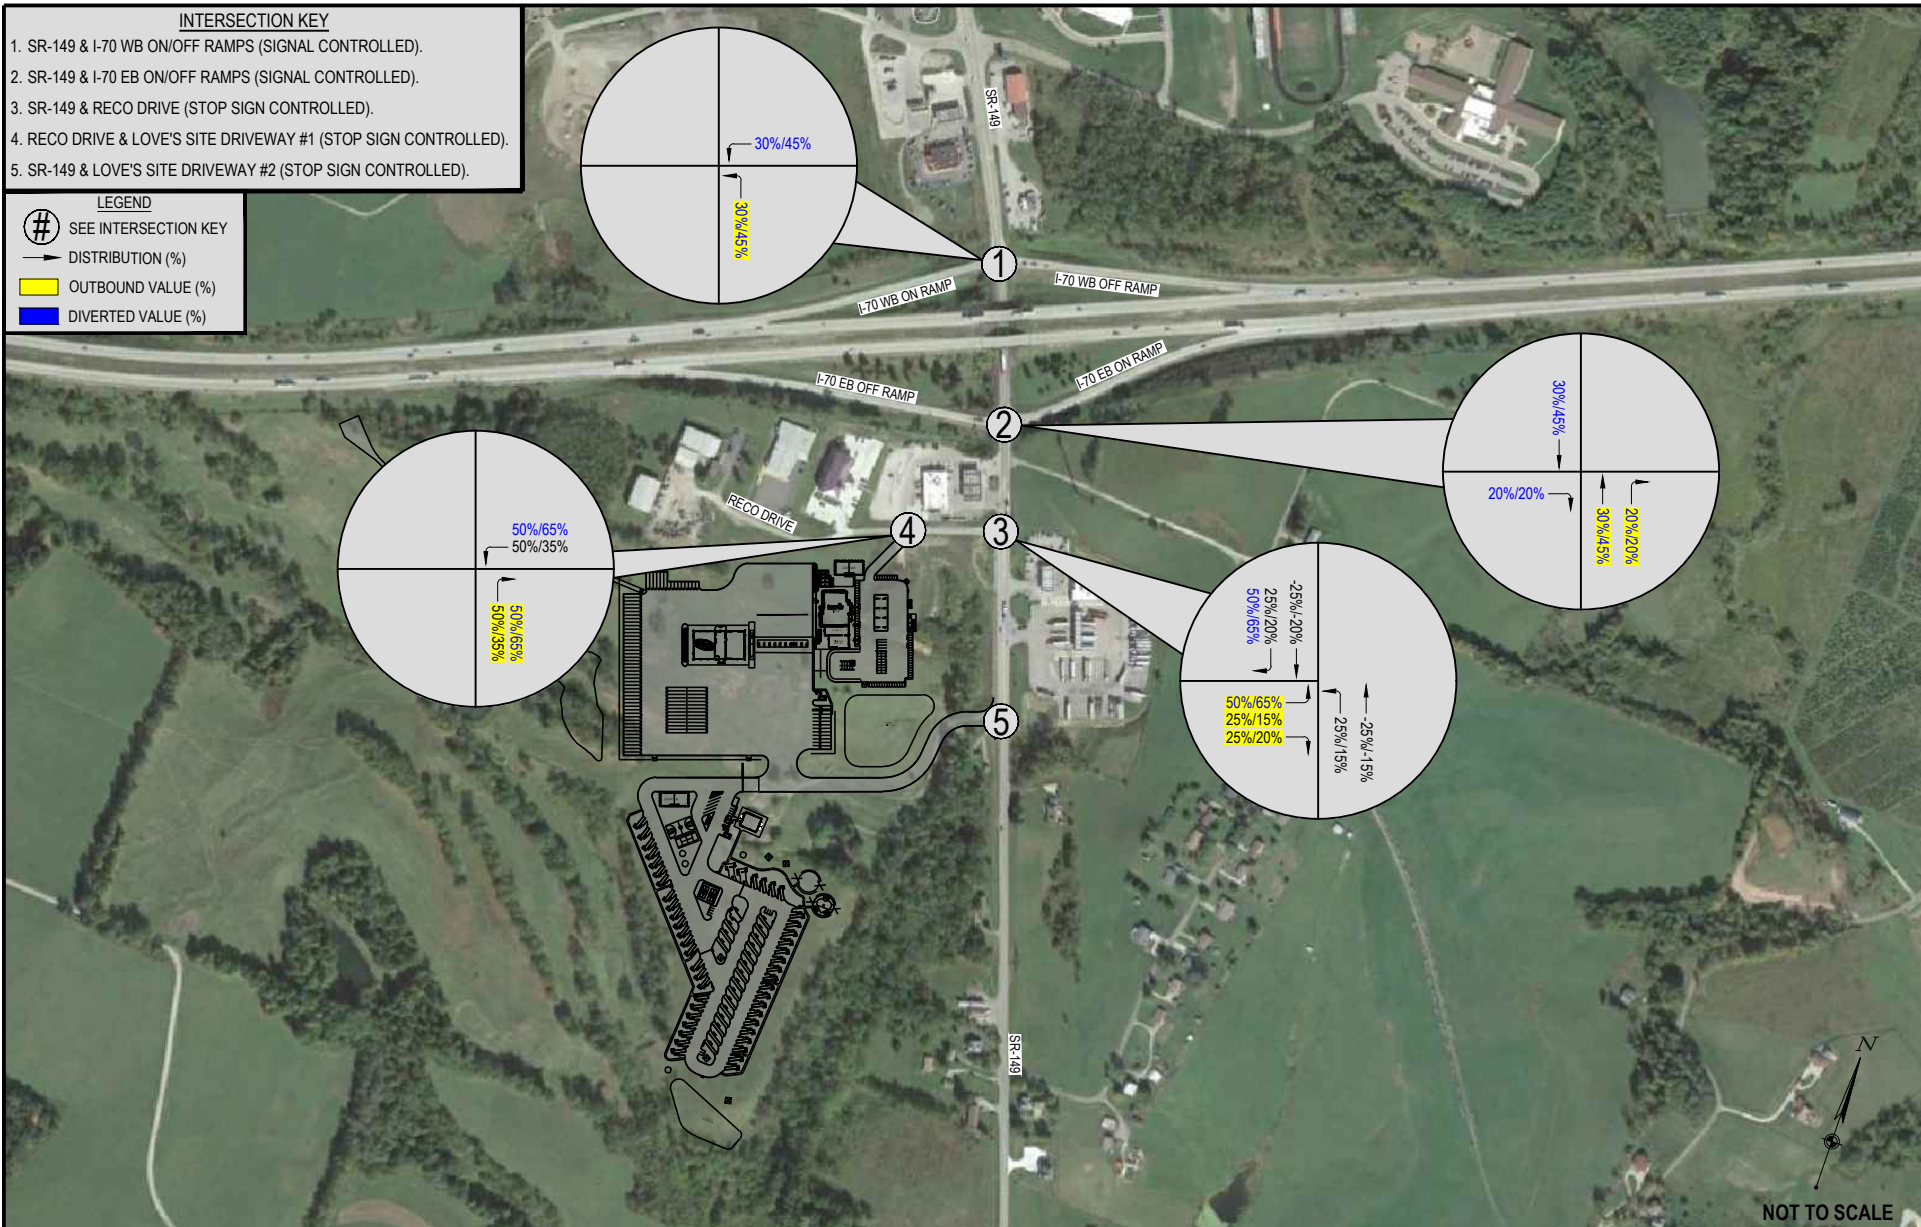 INTERSECTION KEY
1. SR-149 & I-70 WB ON/OFF RAMPS (SIGNAL CONTROLLED).
2. SR-149 & I-70 EB ON/OFF RAMPS (SIGNAL CONTROLLED).
3. SR-149 & RECO DRIVE (STOP SIGN CONTROLLED).
4. RECO DRIVE & LOVE'S SITE DRIVEWAY #1 (STOP SIGN CONTROLLED).
5. SR-149 & LOVE'S SITE DRIVEWAY #2 (STOP SIGN CONTROLLED).
LEGEND
# SEE INTERSECTION KEY
DISTRIBUTION (%)
OUTBOUND VALUE (%)
DIVERTED VALUE (%)
30%/45%
30%/45%
SR-149
1
I-70 WB ON RAMP
I-70 WB OFF RAMP
I-70 EB OFF RAMP
I-70 EB ON RAMP
2
30%/45%
20%/20%
30%/45%
20%/20%
RECO DRIVE
4
3
50%/65%
50%/35%
50%/65%
50%/35%
-25%/-20%
25%/20%
50%/65%
50%/65%
25%/15%
25%/20%
25%/15%
-25%/-15%
5
SR-149
N
NOT TO SCALE